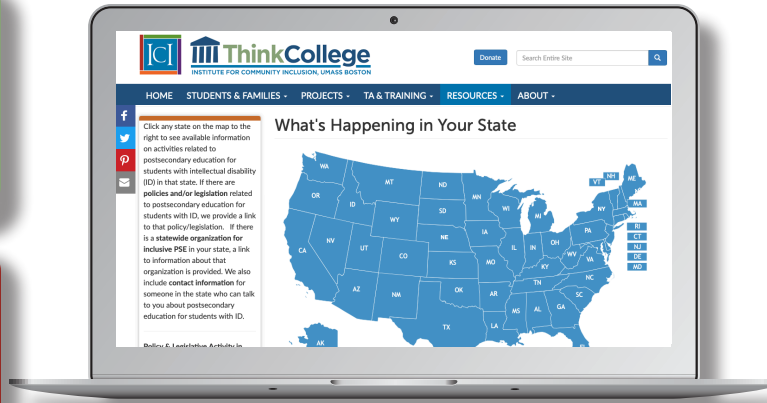 ICI
ThinkCollege
INSTITUTE FOR COMMUNITY INCLUSION, UMASS BOSTON
Donate
Search Entire Site
HOME STUDENTS & FAMILIES PROJECTS TA & TRAINING RESOURCES ABOUT
Click any state on the map to the
right to see available information
on activities related to
postsecondary education for
students with intellectual disability
(ID) in that state, If there are
policies and/or legislation related
to postsecondary education for
students with ID, we provide a link
to that policy/legislation. If there
is a statewide organization for
inclusive PSE in your state, a link
to information about that
organization is provided. We also
include contact information for
someone in the state who can talk
to you about postsecondary
education for students with ID.
Policy & Legislative Activity in
What's Happening in Your State
WA
MT
ND
MN
VT
NH
ME
OR
ID
SD
WI
MI
NY
MA
WY
RI
CT
NJ
DE
MD
NV
UT
NE
IA
IL
IN
OH
PA
CA
CO
KS
MO
KY
WV
VA
AZ
NM
OK
AR
TN
NC
SC
MS
AL
GA
TX
LA
AK